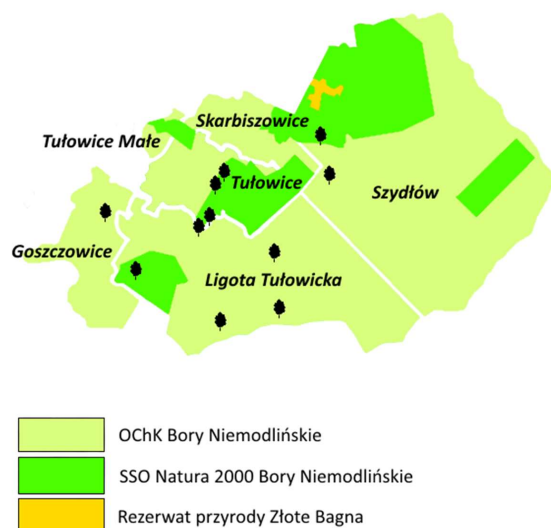 Skarbiszowice
Tułowice Małe
Tułowice
Szydłów
Goszczowice
Ligota Tułowicka
OChK Bory Niemodlińskie
SSO Natura 2000 Bory Niemodlińskie
Rezerwat przyrody Złote Bagna